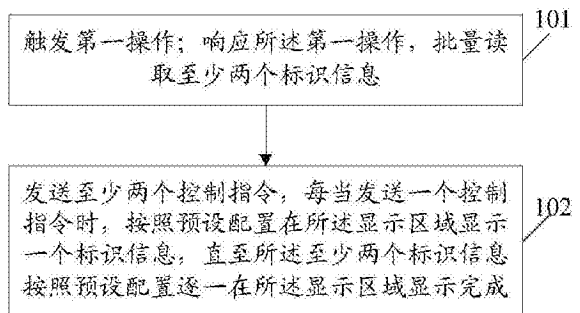 触发第一操作；响应所述第一操作，批量读
取至少两个标识信息
101
发送至少两个控制指令，每当发送一个控制
指令时，按照预设配置在所述显示区域显示
一个标识信息，直至所述至少两个标识信息
按照预设配置逐一在所述显示区域显示完成
102